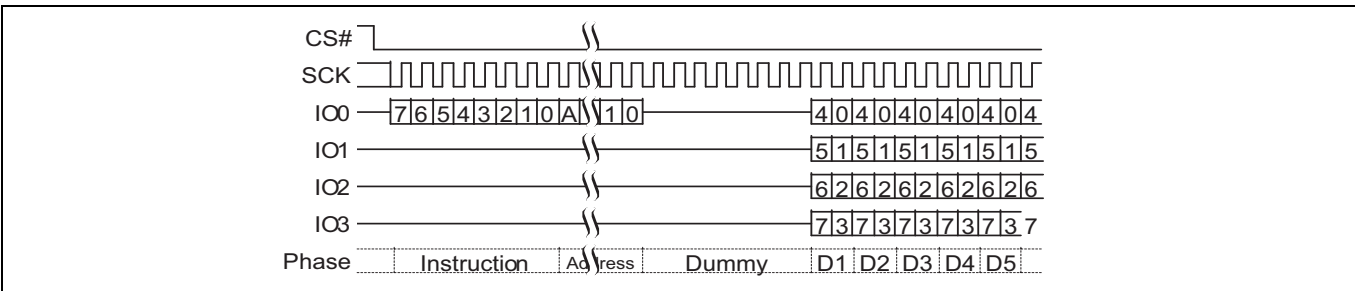 CS#
SCK
IO0 7 6 5 4 3 2 1 0 A 1 0 4 0 4 0 4 0 4 0 4 0 4
IO1 5 1 5 1 5 1 5 1 5 1 5
IO2 6 2 6 2 6 2 6 2 6 2 6
IO3 7 3 7 3 7 3 7 3 7 3 7
Phase Instruction Address Dummy D1 D2 D3 D4 D5